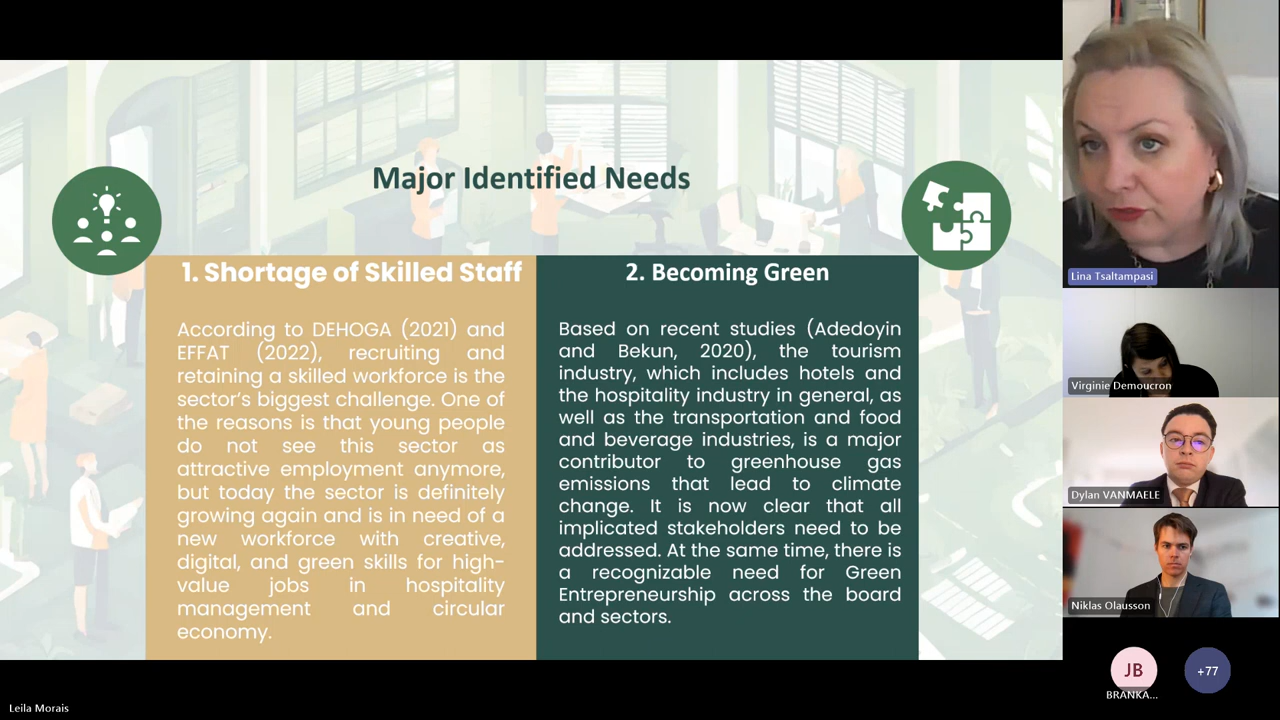 Major Identified Needs
1. Shortage of Skilled Staff
According to DEHOGA (2021) and
EFFAT (2022), recruiting and
retaining a skilled workforce is the
sector's biggest challenge. One of
the reasons is that young people
do not see this sector as
attractive employment anymore,
but today the sector is definitely
growing again and is in need of a
new workforce with creative,
digital, and green skills for high-
value jobs in hospitality
management and circular
economy.
2. Becoming Green
Based on recent studies (Adedoyin
and Bekun, 2020), the tourism
industry, which includes hotels and
the hospitality industry in general, as
well as the transportation and food
and beverage industries, is a major
contributor to greenhouse gas
emissions that lead to climate
change. It is now clear that all
implicated stakeholders need to be
addressed. At the same time, there is
a recognizable need for Green
Entrepreneurship across the board
and sectors.
Lina Tsaltampasi
Virginie Demoucron
Dylan VANMAELE
Niklas Olausson
JB
BRANKA...
+77
Leila Morais